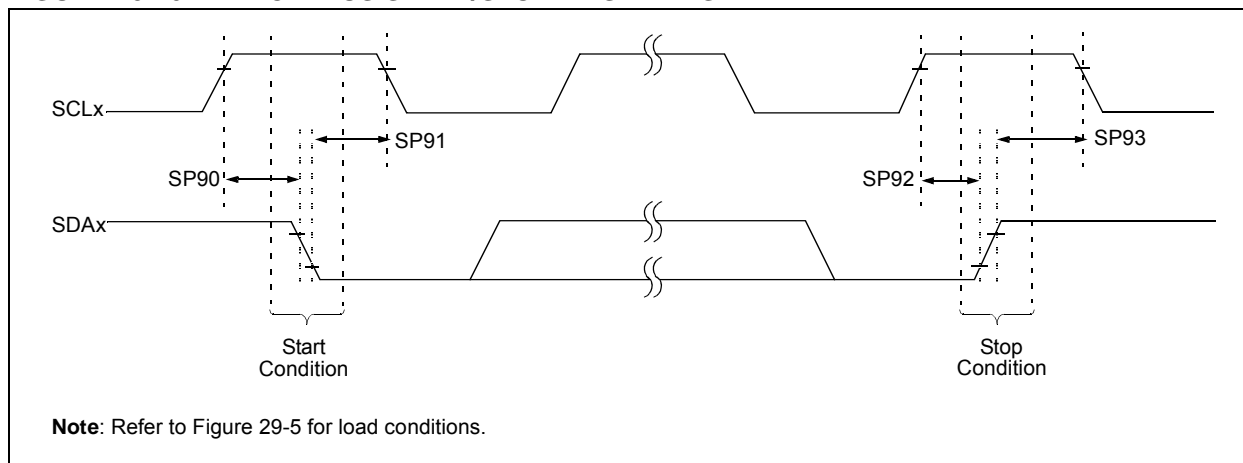 SCLx
SP91
SP93
SP90
SP92
SDAx
Start
Condition
Stop
Condition
Note: Refer to Figure 29-5 for load conditions.